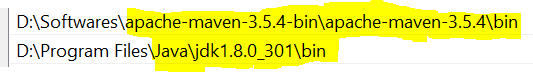 D:\Softwares\apache-maven-3.5.4-bin\apache-maven-3.5.4\bin
D:\Program Files\Java\jdk1.8.0_301\bin